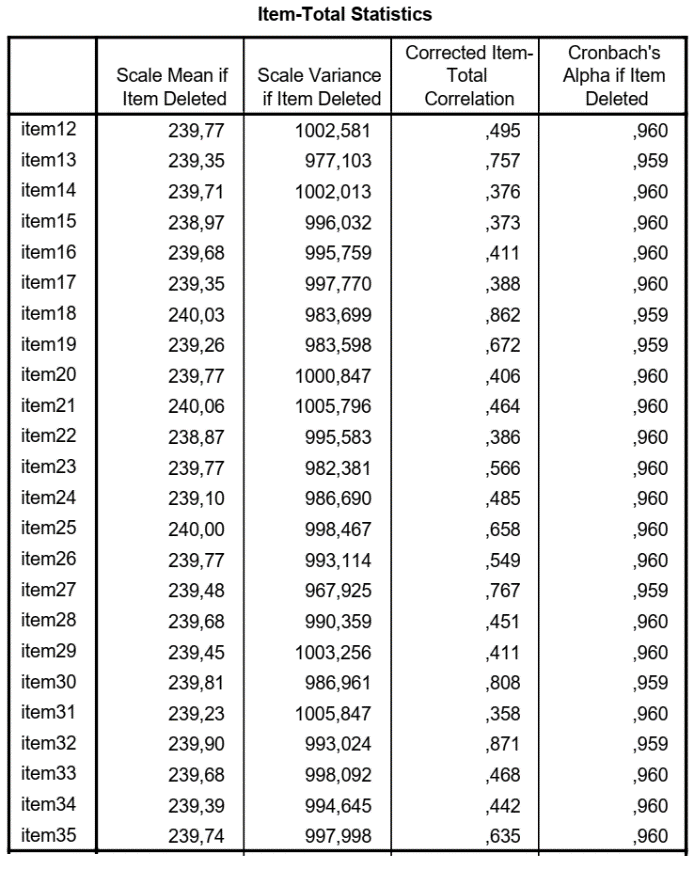 Item-Total Statistics
Scale Mean if Item Deleted Scale Variance if Item Deleted Corrected Item-Total Correlation Cronbach's Alpha if Item Deleted
item12 239,77 1002,581 ,495 ,960
item13 239,35 977,103 ,757 ,959
item14 239,71 1002,013 ,376 ,960
item15 238,97 996,032 ,373 ,960
item16 239,68 995,759 ,411 ,960
item17 239,35 997,770 ,388 ,960
item18 240,03 983,699 ,862 ,959
item19 239,26 983,598 ,672 ,959
item20 239,77 1000,847 ,406 ,960
item21 240,06 1005,796 ,464 ,960
item22 238,87 995,583 ,386 ,960
item23 239,77 982,381 ,566 ,960
item24 239,10 986,690 ,485 ,960
item25 240,00 998,467 ,658 ,960
item26 239,77 993,114 ,549 ,960
item27 239,48 967,925 ,767 ,959
item28 239,68 990,359 ,451 ,960
item29 239,45 1003,256 ,411 ,960
item30 239,81 986,961 ,808 ,959
item31 239,23 1005,847 ,358 ,960
item32 239,90 993,024 ,871 ,959
item33 239,68 998,092 ,468 ,960
item34 239,39 994,645 ,442 ,960
item35 239,74 997,998 ,635 ,960